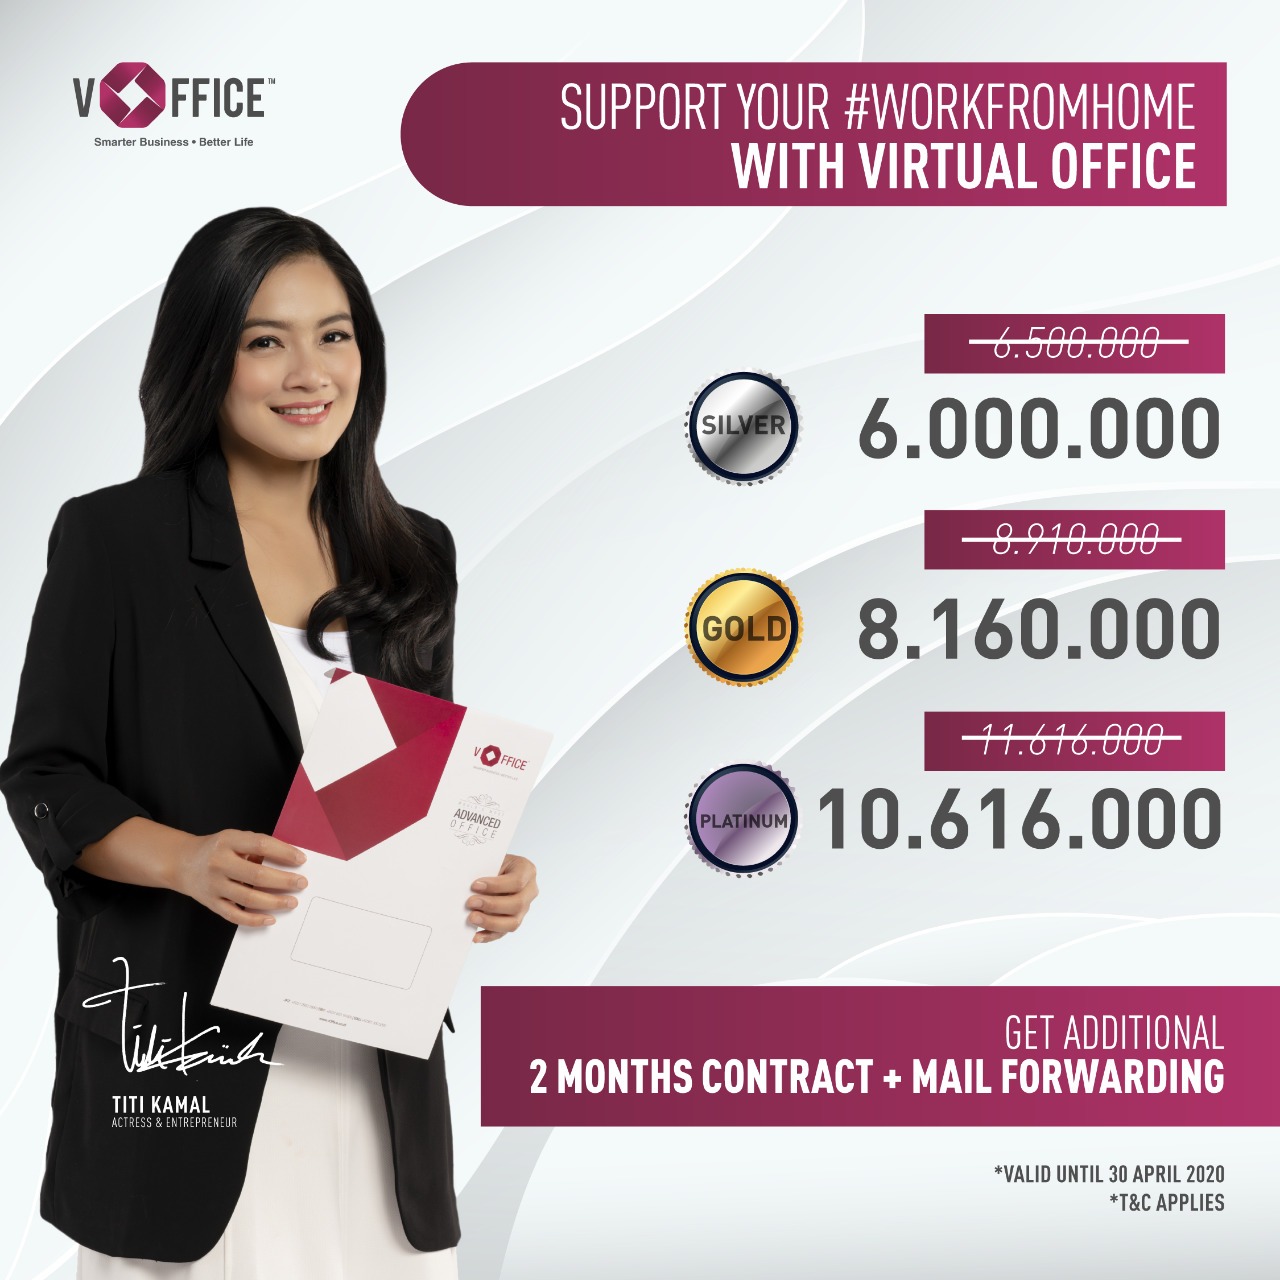 VOFFICE™
Smarter Business • Better Life
SUPPORT YOUR #WORKFROMHOME
WITH VIRTUAL OFFICE
6.500.000
SILVER
6.000.000
8.910.000
GOLD
8.160.000
11.616.000
PLATINUM
10.616.000
VOFFICE
ADVANCED
OFFICE
TITI KAMAL
ACTRESS & ENTREPRENEUR
GET ADDITIONAL
2 MONTHS CONTRACT + MAIL FORWARDING
*VALID UNTIL 30 APRIL 2020
*T&C APPLIES